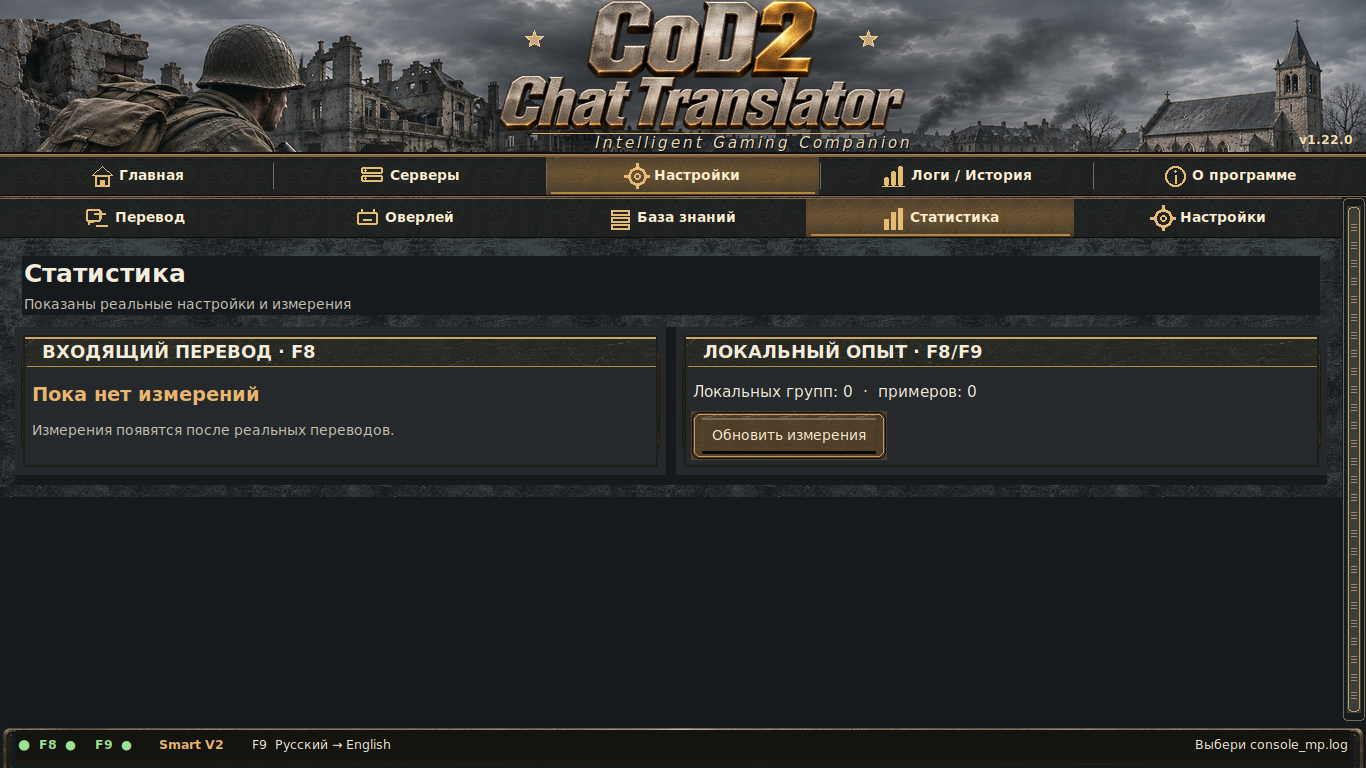 CoD2
Chat Translator
Intelligent Gaming Companion
v1.22.0
Главная Серверы Настройки Логи / История О программе
Перевод Оверлей База знаний Статистика Настройки
Статистика
Показаны реальные настройки и измерения
ВХОДЯЩИЙ ПЕРЕВОД · F8
Пока нет измерений
Измерения появятся после реальных переводов.
ЛОКАЛЬНЫЙ ОПЫТ · F8/F9
Локальных групп: 0 · примеров: 0
Обновить измерения
F8 F9 Smart V2 F9 Русский → English Выбери console_mp.log